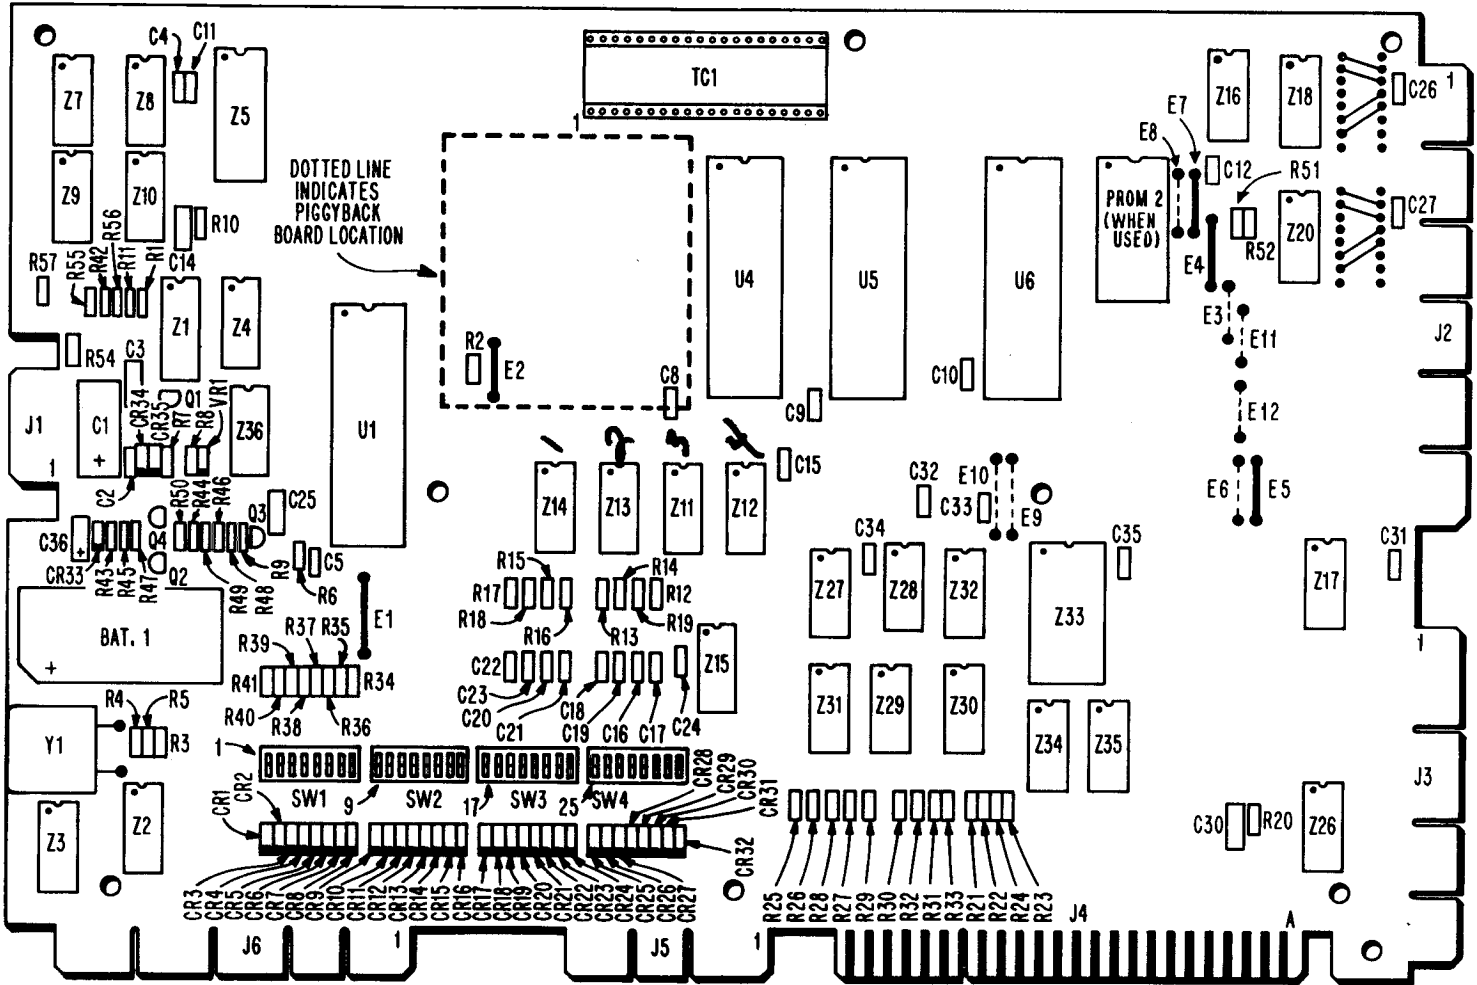 C4
C11
Z7
Z8
Z5
TC1
1
Z16
Z18
C26
1
E7
E8
Z9
Z10
R10
C14
DOTTED LINE
INDICATES
PIGGYBACK
BOARD LOCATION
U4
U5
U6
PROM 2
(WHEN
USED)
C12
R51
R52
Z20
C27
E4
R57
R55
R42
R56
R11
R1
Z1
Z4
R2
E2
E3
E11
J2
R54
C3
C8
C9
C10
J1
1
C1
+
CR34
CR35
R7
Q1
R8
VR1
Z36
U1
E12
1
2
3
4
C2
R50
R44
R46
Q3
C25
Z14
Z13
Z11
Z12
C15
C32
C33
E10
E9
E6
E5
C36
+
Q4
Q2
CR33
R43
R45
R47
R49
R48
R9
R6
C5
C34
C35
C31
R15
R14
R17
R18
R16
R13
R19
R12
Z27
Z28
Z32
Z33
Z17
BAT. 1
+
E1
R39
R37
R35
R41
R34
R40
R38
R36
C22
C23
C20
C21
C18
C19
C16
C17
C24
Z15
Z31
Z29
Z30
1
R4
R5
R3
Y1
Z34
Z35
J3
1
SW1
9
SW2
17
SW3
25
SW4
CR28
CR29
CR30
CR31
CR1
CR2
CR32
Z3
Z2
C30
R20
Z26
CR3
CR4
CR5
CR6
CR7
CR8
CR9
CR10
CR11
CR12
CR13
CR14
CR15
CR16
CR17
CR18
CR19
CR20
CR21
CR22
CR23
CR24
CR25
CR26
CR27
R25
R26
R28
R27
R29
R30
R32
R31
R33
R21
R22
R24
R23
J6
1
J5
1
J4
A